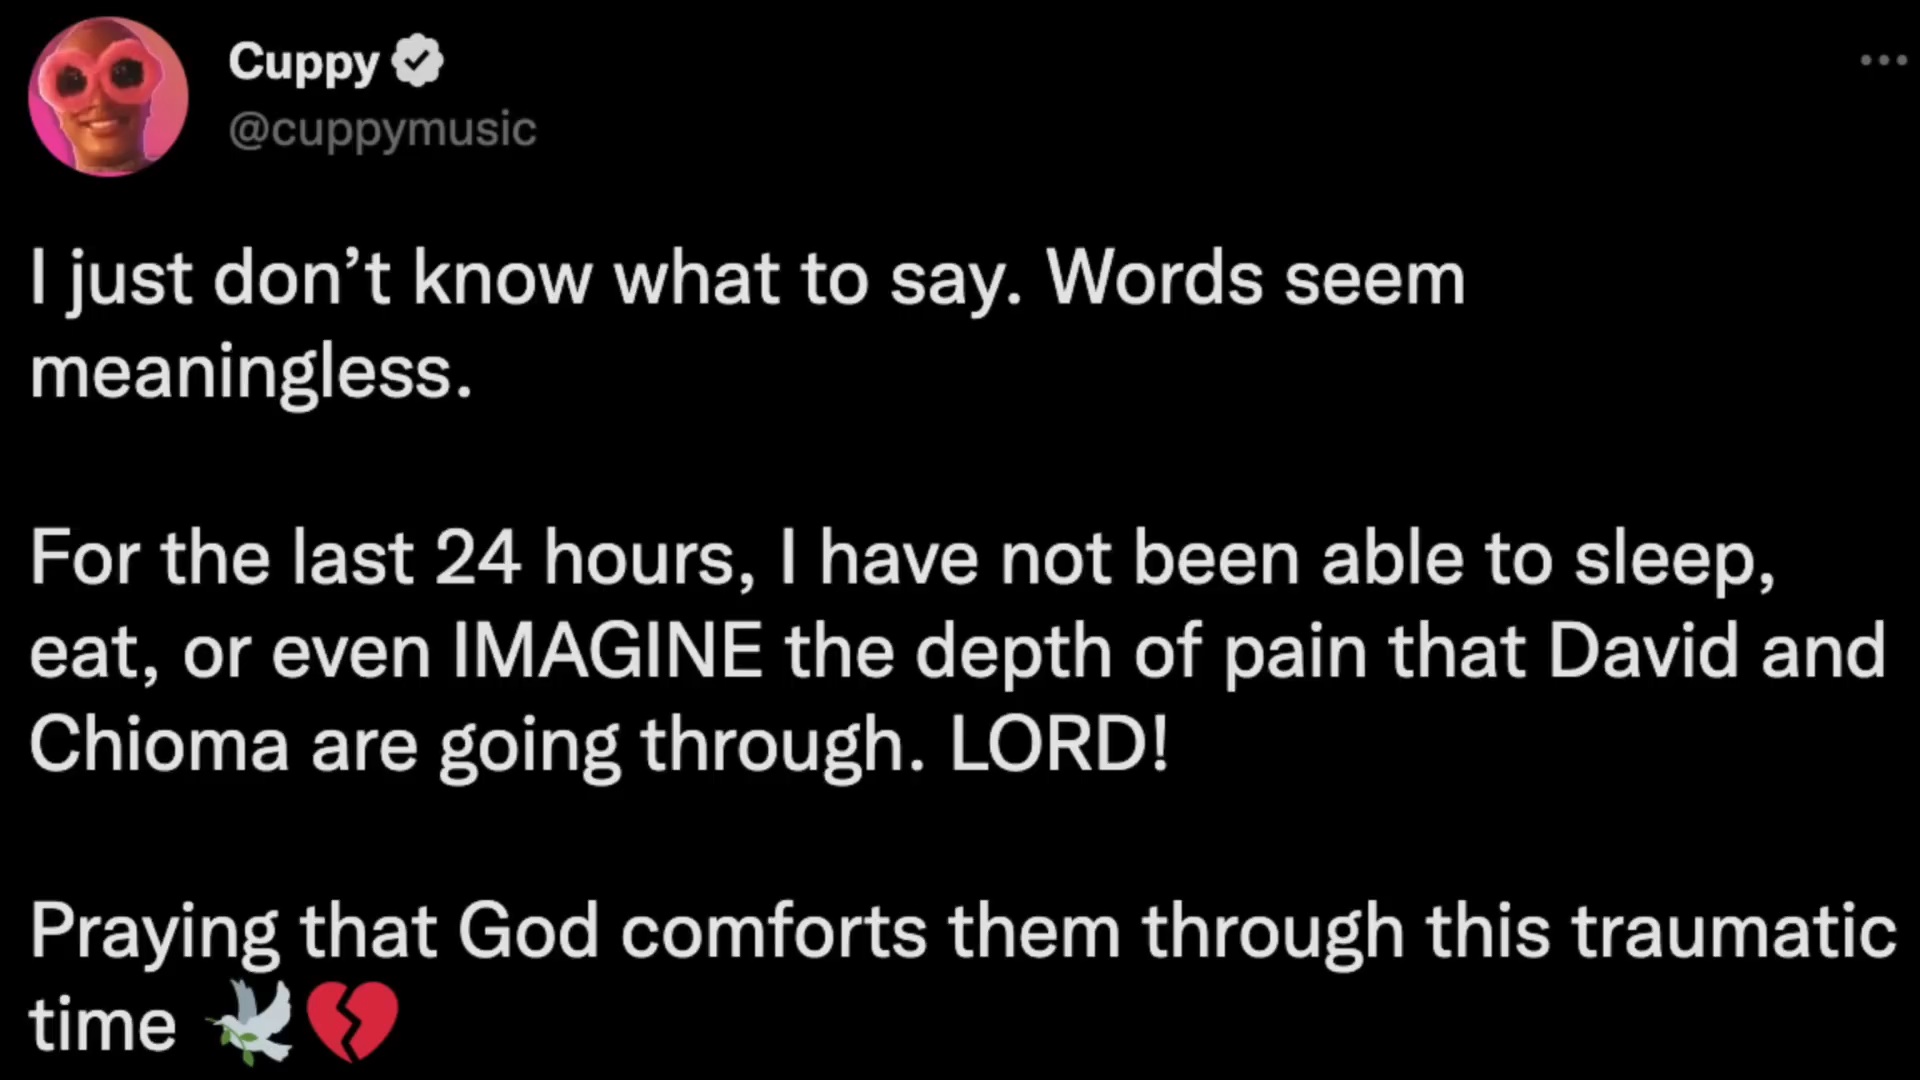 Cuppy
@cuppymusic
I just don’t know what to say. Words seem
meaningless.
For the last 24 hours, I have not been able to sleep,
eat, or even IMAGINE the depth of pain that David and
Chioma are going through. LORD!
Praying that God comforts them through this traumatic
time 🕊💔